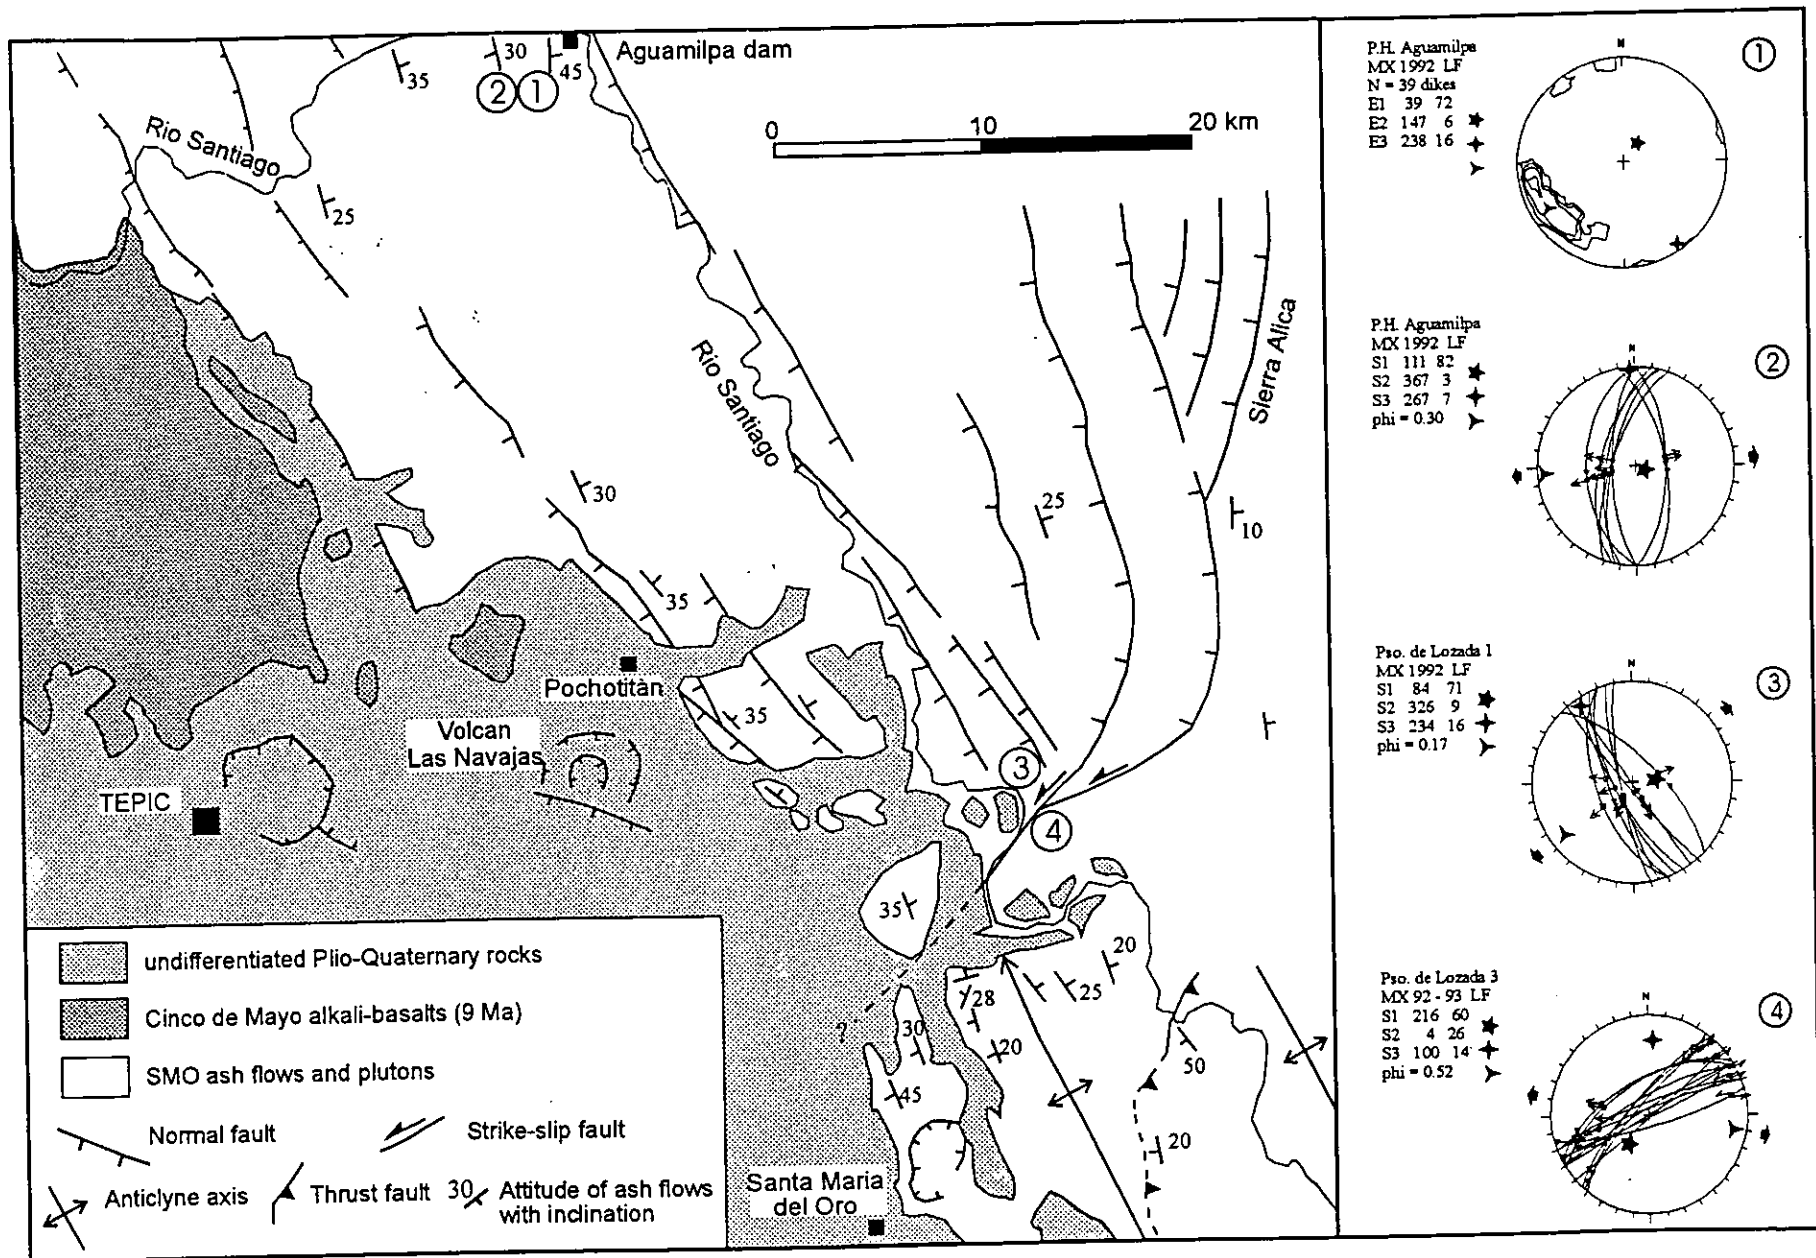 Aguamilpa dam
30
45
35
2
1
Rio Santiago
25
0
10
20 km
Sierra Alica
Rio Santiago
30
25
10
35
Pochotitàn
35
Volcan
Las Navajas
TEPIC
3
4
35
20
28
25
30
20
50
45
20
Santa Maria
del Oro
?
undifferentiated Plio-Quaternary rocks
Cinco de Mayo alkali-basalts (9 Ma)
SMO ash flows and plutons
Normal fault
Strike-slip fault
Anticlyne axis
Thrust fault
30
Attitude of ash flows
with inclination
P.H. Aguamilpa
MX 1992 LF
N = 39 dikes
E1 39 72
E2 147 6
E3 238 16
N
1
P.H. Aguamilpa
MX 1992 LF
S1 111 82
S2 367 3
S3 267 7
phi = 0.30
N
2
Pso. de Lozada 1
MX 1992 LF
S1 84 71
S2 326 9
S3 234 16
phi = 0.17
N
3
Pso. de Lozada 3
MX 92 - 93 LF
S1 216 60
S2 4 26
S3 100 14
phi = 0.52
N
4